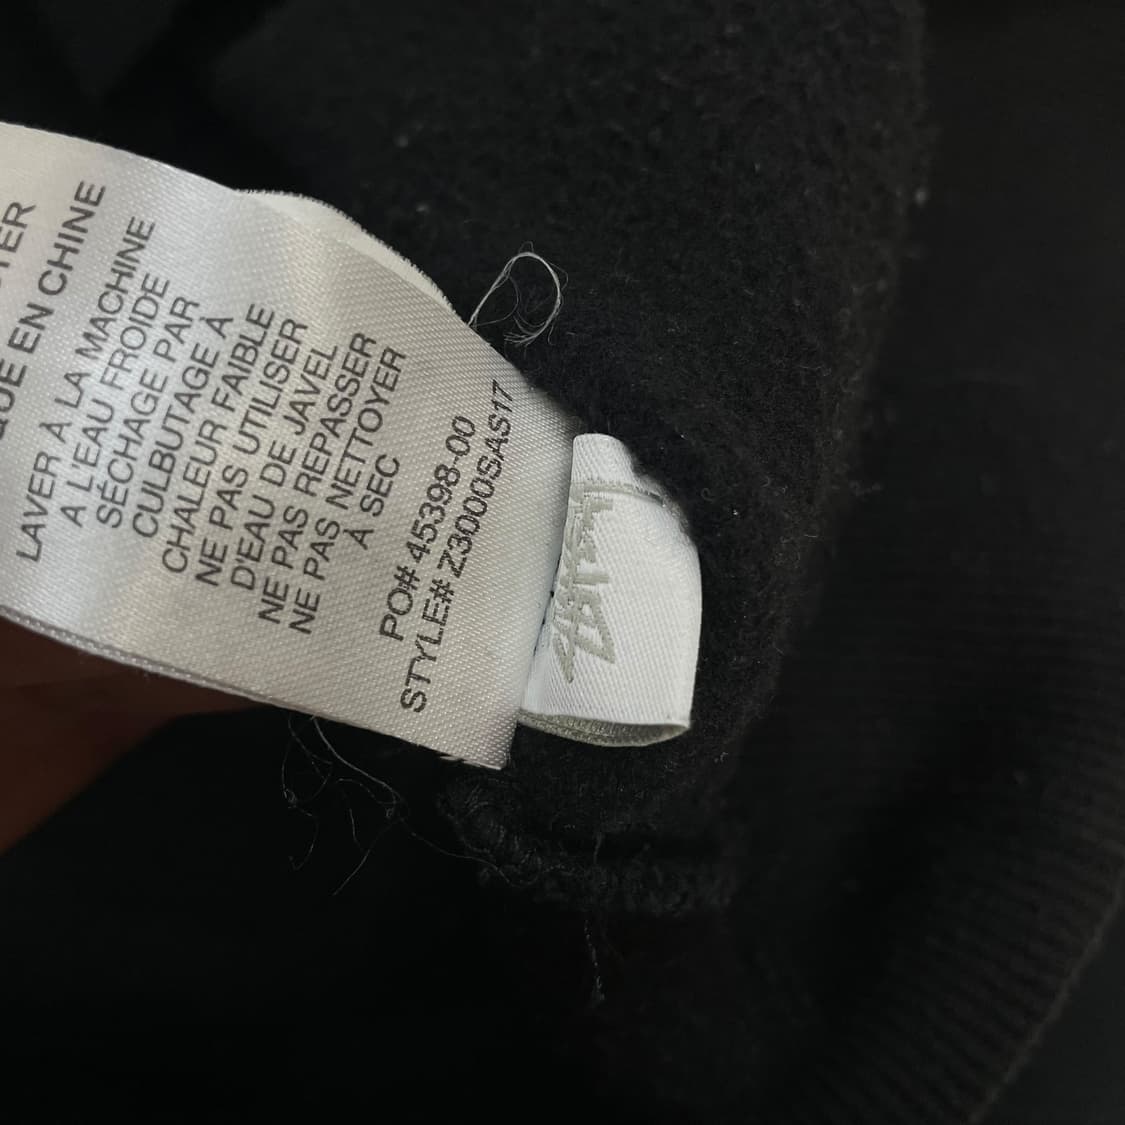 QUÉ EN CHINE
LAVER À LA MACHINE
A L'EAU FROIDE
SÉCHAGE PAR
CULBUTAGE À
CHALEUR FAIBLE
NE PAS UTILISER
D'EAU DE JAVEL
NE PAS REPASSER
NE PAS NETTOYER
À SEC
PO# 45398-00
STYLE# Z3000SAS17